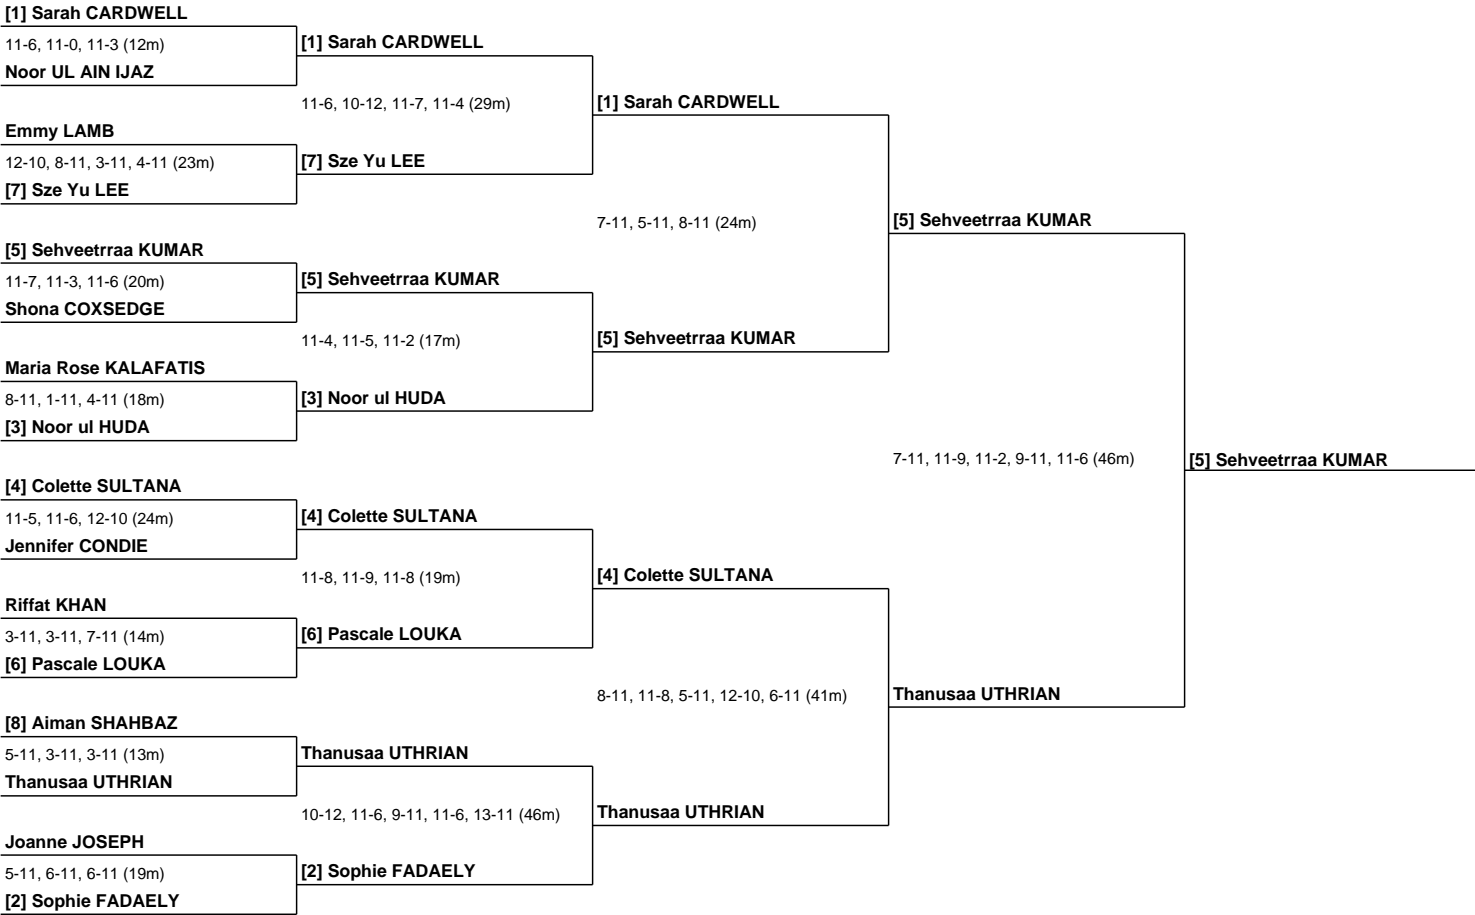 [1] Sarah CARDWELL
11-6, 11-0, 11-3 (12m)
Noor UL AIN IJAZ
Emmy LAMB
12-10, 8-11, 3-11, 4-11 (23m)
[7] Sze Yu LEE
[5] Sehveetrraa KUMAR
11-7, 11-3, 11-6 (20m)
Shona COXSEDGE
Maria Rose KALAFATIS
8-11, 1-11, 4-11 (18m)
[3] Noor ul HUDA
[4] Colette SULTANA
11-5, 11-6, 12-10 (24m)
Jennifer CONDIE
Riffat KHAN
3-11, 3-11, 7-11 (14m)
[6] Pascale LOUKA
[8] Aiman SHAHBAZ
5-11, 3-11, 3-11 (13m)
Thanusaa UTHRIAN
Joanne JOSEPH
5-11, 6-11, 6-11 (19m)
[2] Sophie FADAELY
[1] Sarah CARDWELL
11-6, 10-12, 11-7, 11-4 (29m)
[7] Sze Yu LEE
[5] Sehveetrraa KUMAR
11-4, 11-5, 11-2 (17m)
[3] Noor ul HUDA
[4] Colette SULTANA
11-8, 11-9, 11-8 (19m)
[6] Pascale LOUKA
Thanusaa UTHRIAN
10-12, 11-6, 9-11, 11-6, 13-11 (46m)
[2] Sophie FADAELY
[1] Sarah CARDWELL
7-11, 5-11, 8-11 (24m)
[5] Sehveetrraa KUMAR
[4] Colette SULTANA
8-11, 11-8, 5-11, 12-10, 6-11 (41m)
Thanusaa UTHRIAN
[5] Sehveetrraa KUMAR
7-11, 11-9, 11-2, 9-11, 11-6 (46m)
Thanusaa UTHRIAN
[5] Sehveetrraa KUMAR